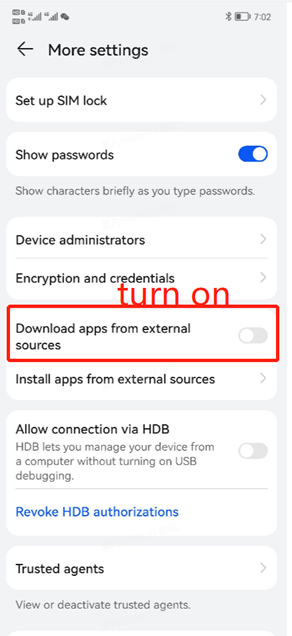 7:02
More settings
Set up SIM lock
Show passwords
Show characters briefly as you type passwords.
Device administrators
Encryption and credentials
turn on
Download apps from external
sources
Install apps from external sources
Allow connection via HDB
HDB lets you manage your device from
a computer without turning on USB
debugging.
Revoke HDB authorizations
Trusted agents
View or deactivate trusted agents.